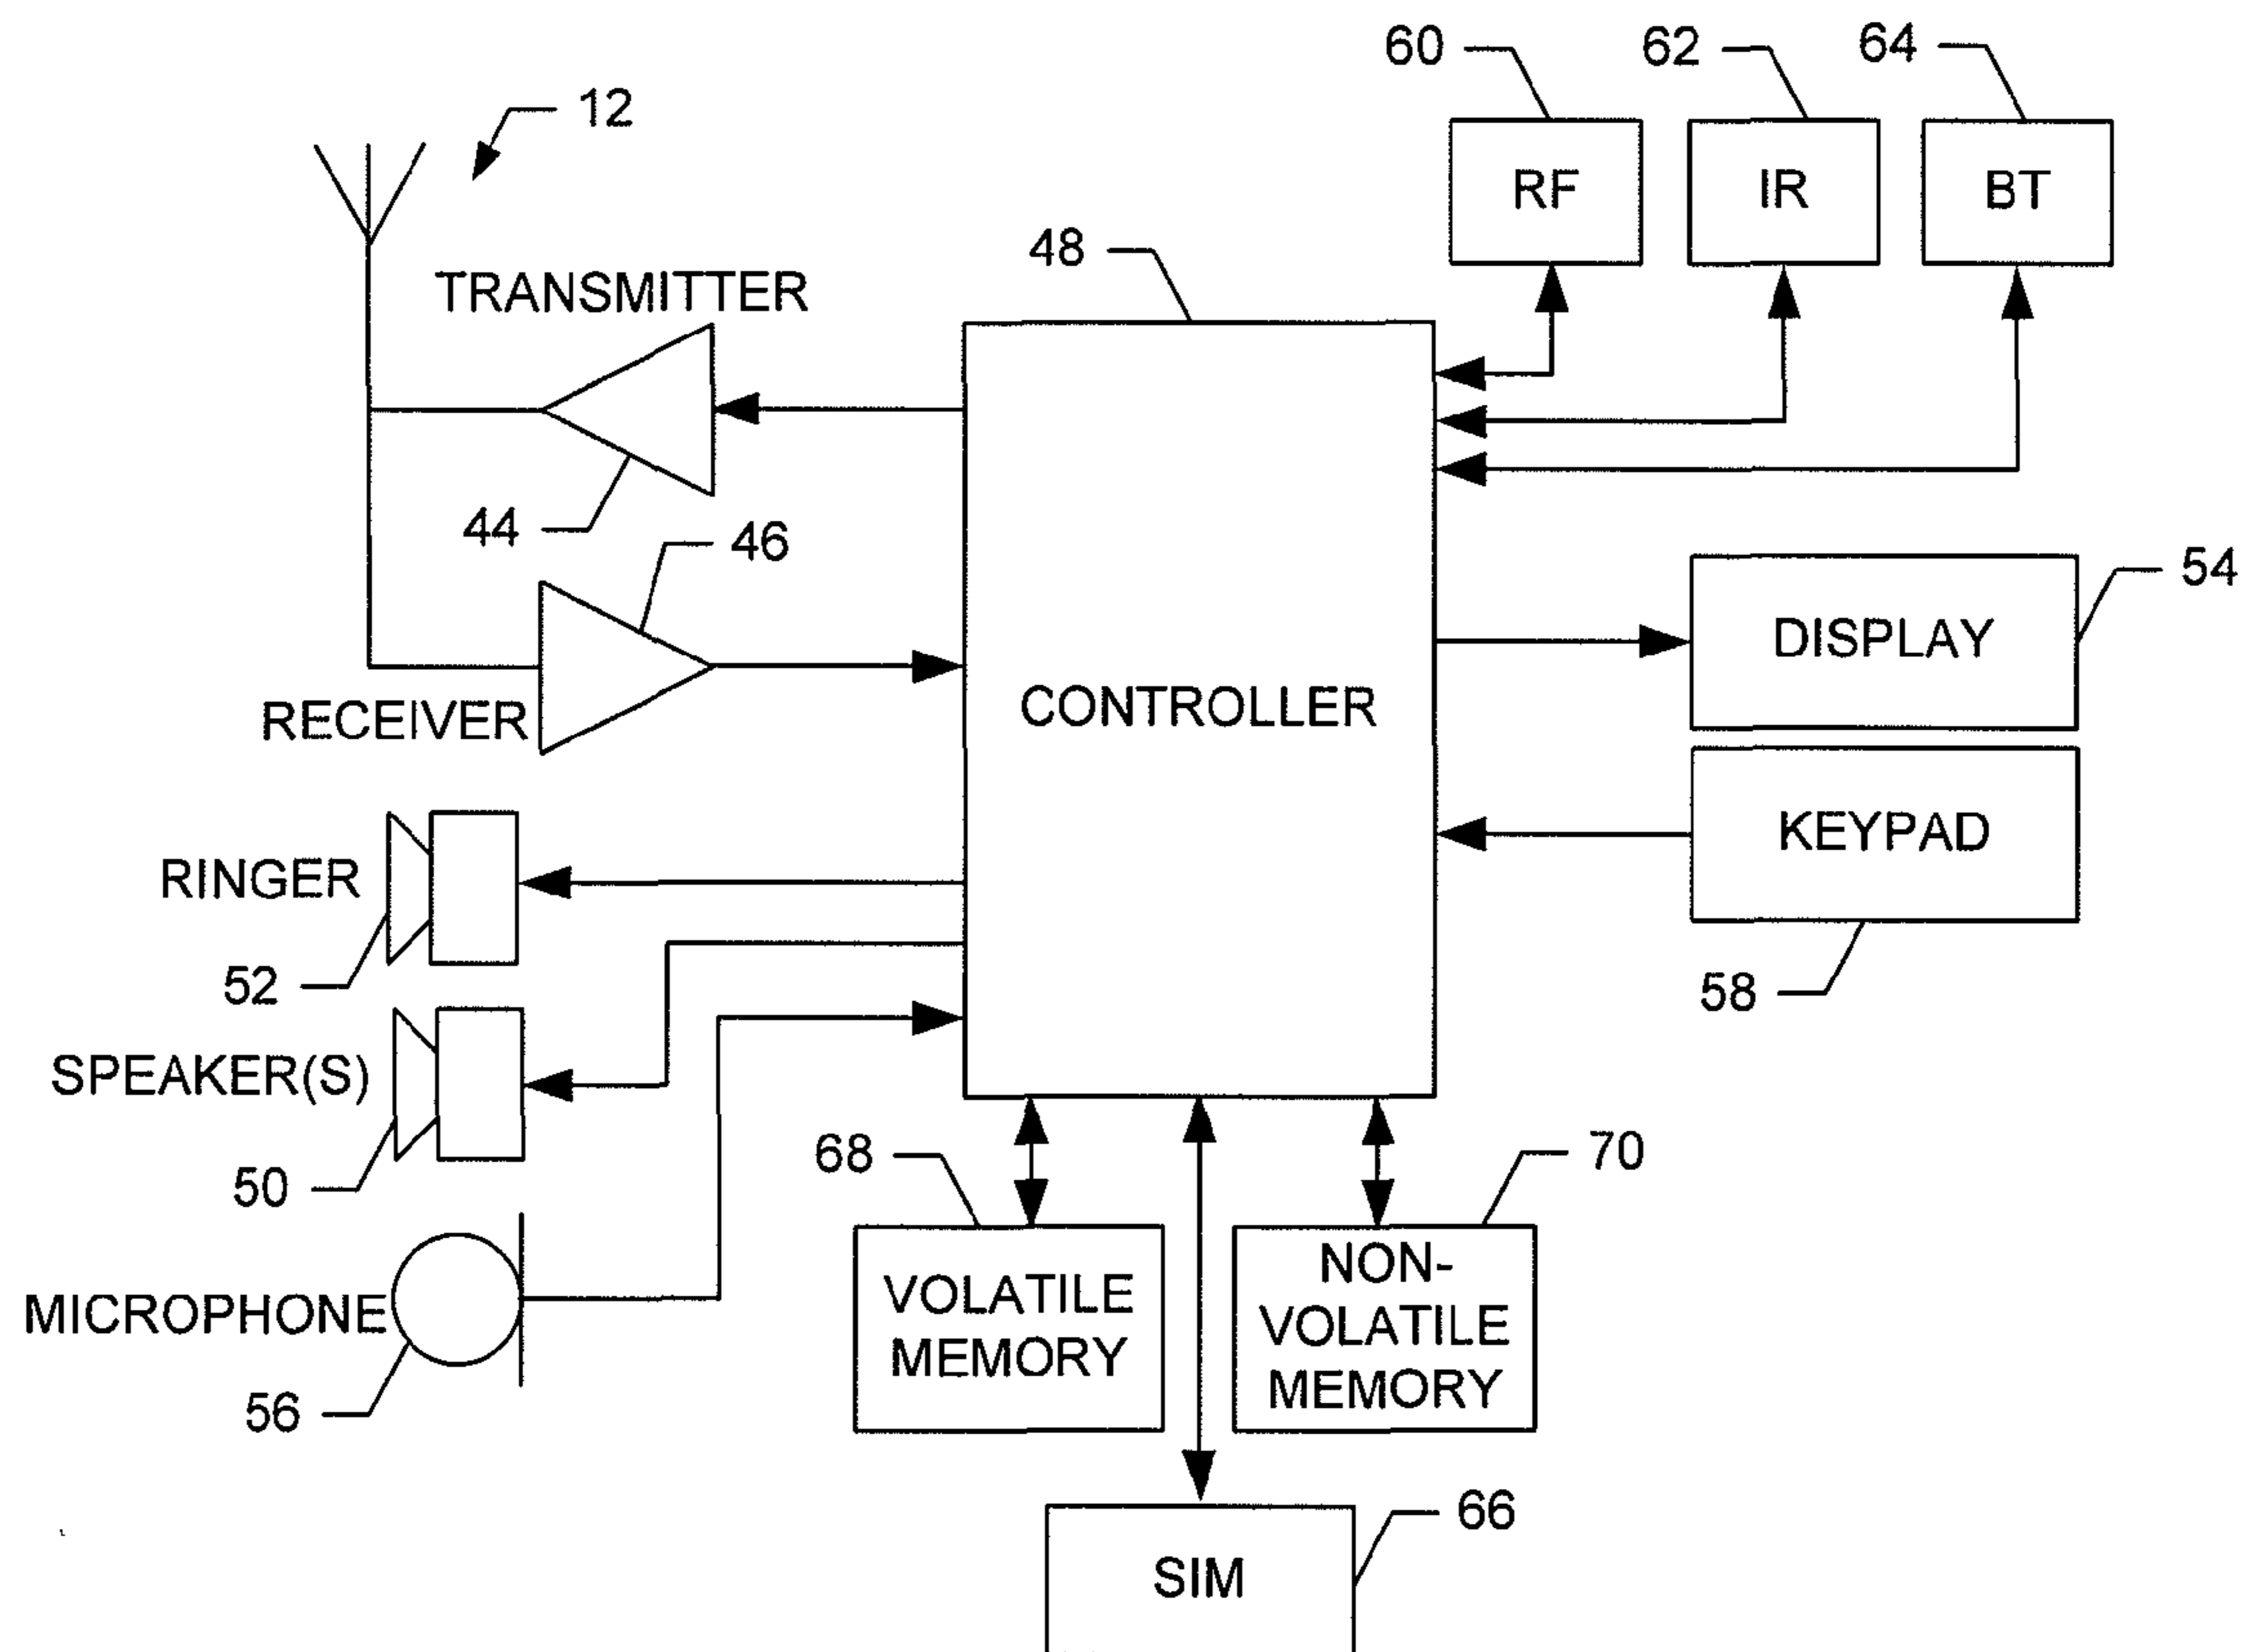 60
62
64
12
RF
IR
BT
48
TRANSMITTER
44
46
54
DISPLAY
CONTROLLER
RECEIVER
KEYPAD
RINGER
52
58
SPEAKER(S)
50
68
70
VOLATILE
MEMORY
NON-
VOLATILE
MEMORY
MICROPHONE
56
66
SIM